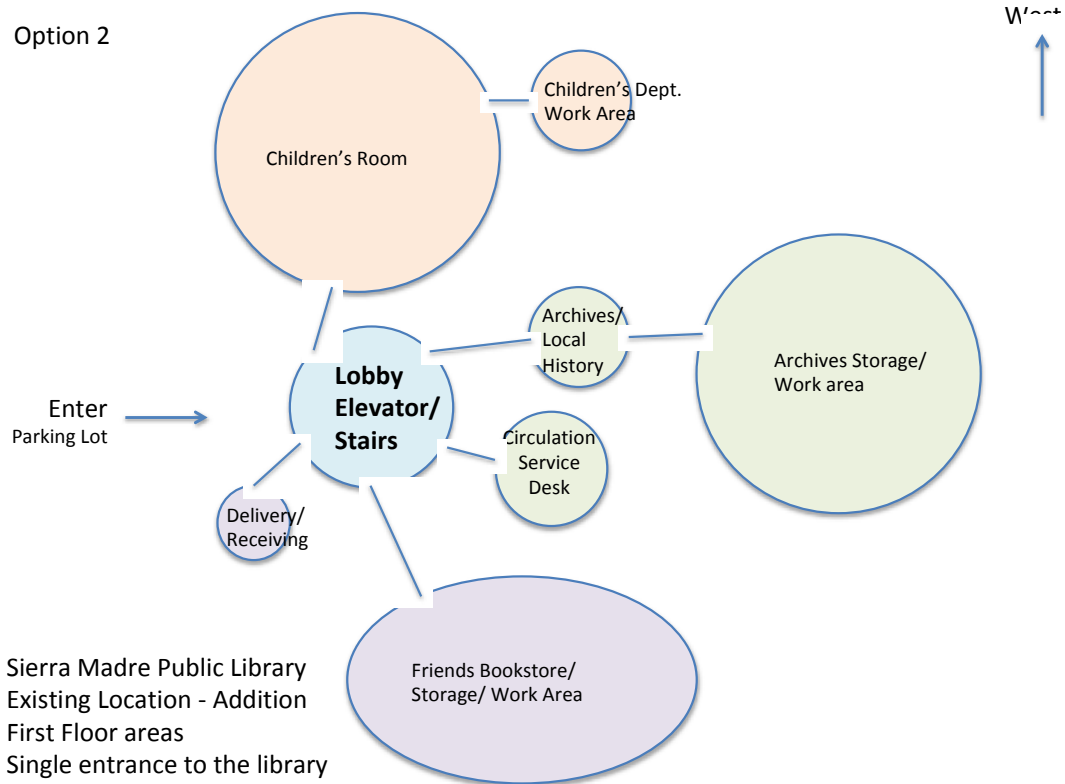 West
Option 2
Children's Dept.
Work Area
Children's Room
Archives/
Local
History
Archives Storage/
Work area
Lobby
Elevator/
Stairs
Enter
Parking Lot
Circulation
Service
Desk
Delivery/
Receiving
Friends Bookstore/
Storage/ Work Area
Sierra Madre Public Library
Existing Location - Addition
First Floor areas
Single entrance to the library